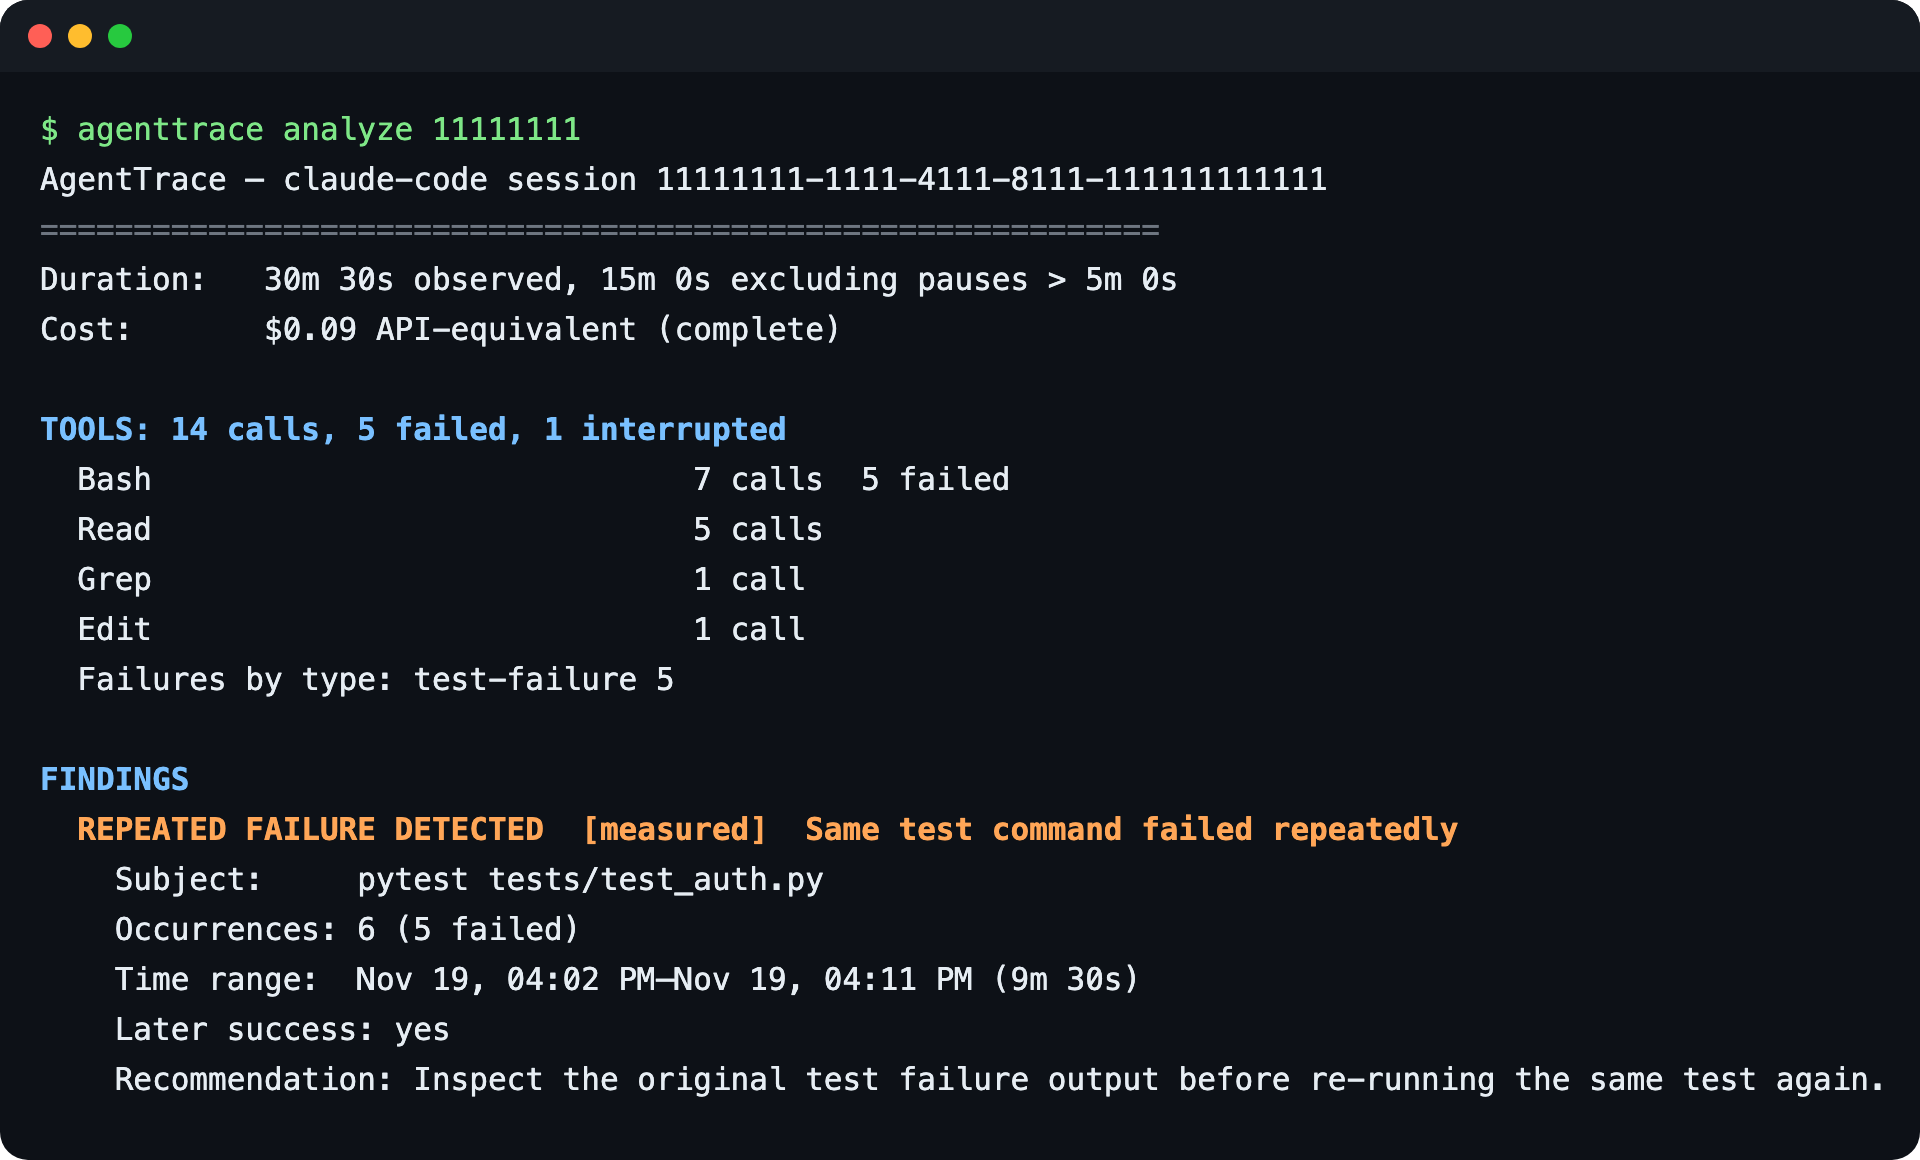 $ agenttrace analyze 11111111
AgentTrace — claude-code session 11111111-1111-4111-8111-111111111111
============================================================
Duration:   30m 30s observed, 15m 0s excluding pauses > 5m 0s
Cost:       $0.09 API-equivalent (complete)
TOOLS: 14 calls, 5 failed, 1 interrupted
Bash                             7 calls  5 failed
Read                             5 calls
Grep                             1 call
Edit                             1 call
Failures by type: test-failure 5
FINDINGS
REPEATED FAILURE DETECTED  [measured]  Same test command failed repeatedly
Subject:     pytest tests/test_auth.py
Occurrences: 6 (5 failed)
Time range:  Nov 19, 04:02 PM–Nov 19, 04:11 PM (9m 30s)
Later success: yes
Recommendation: Inspect the original test failure output before re-running the same test again.